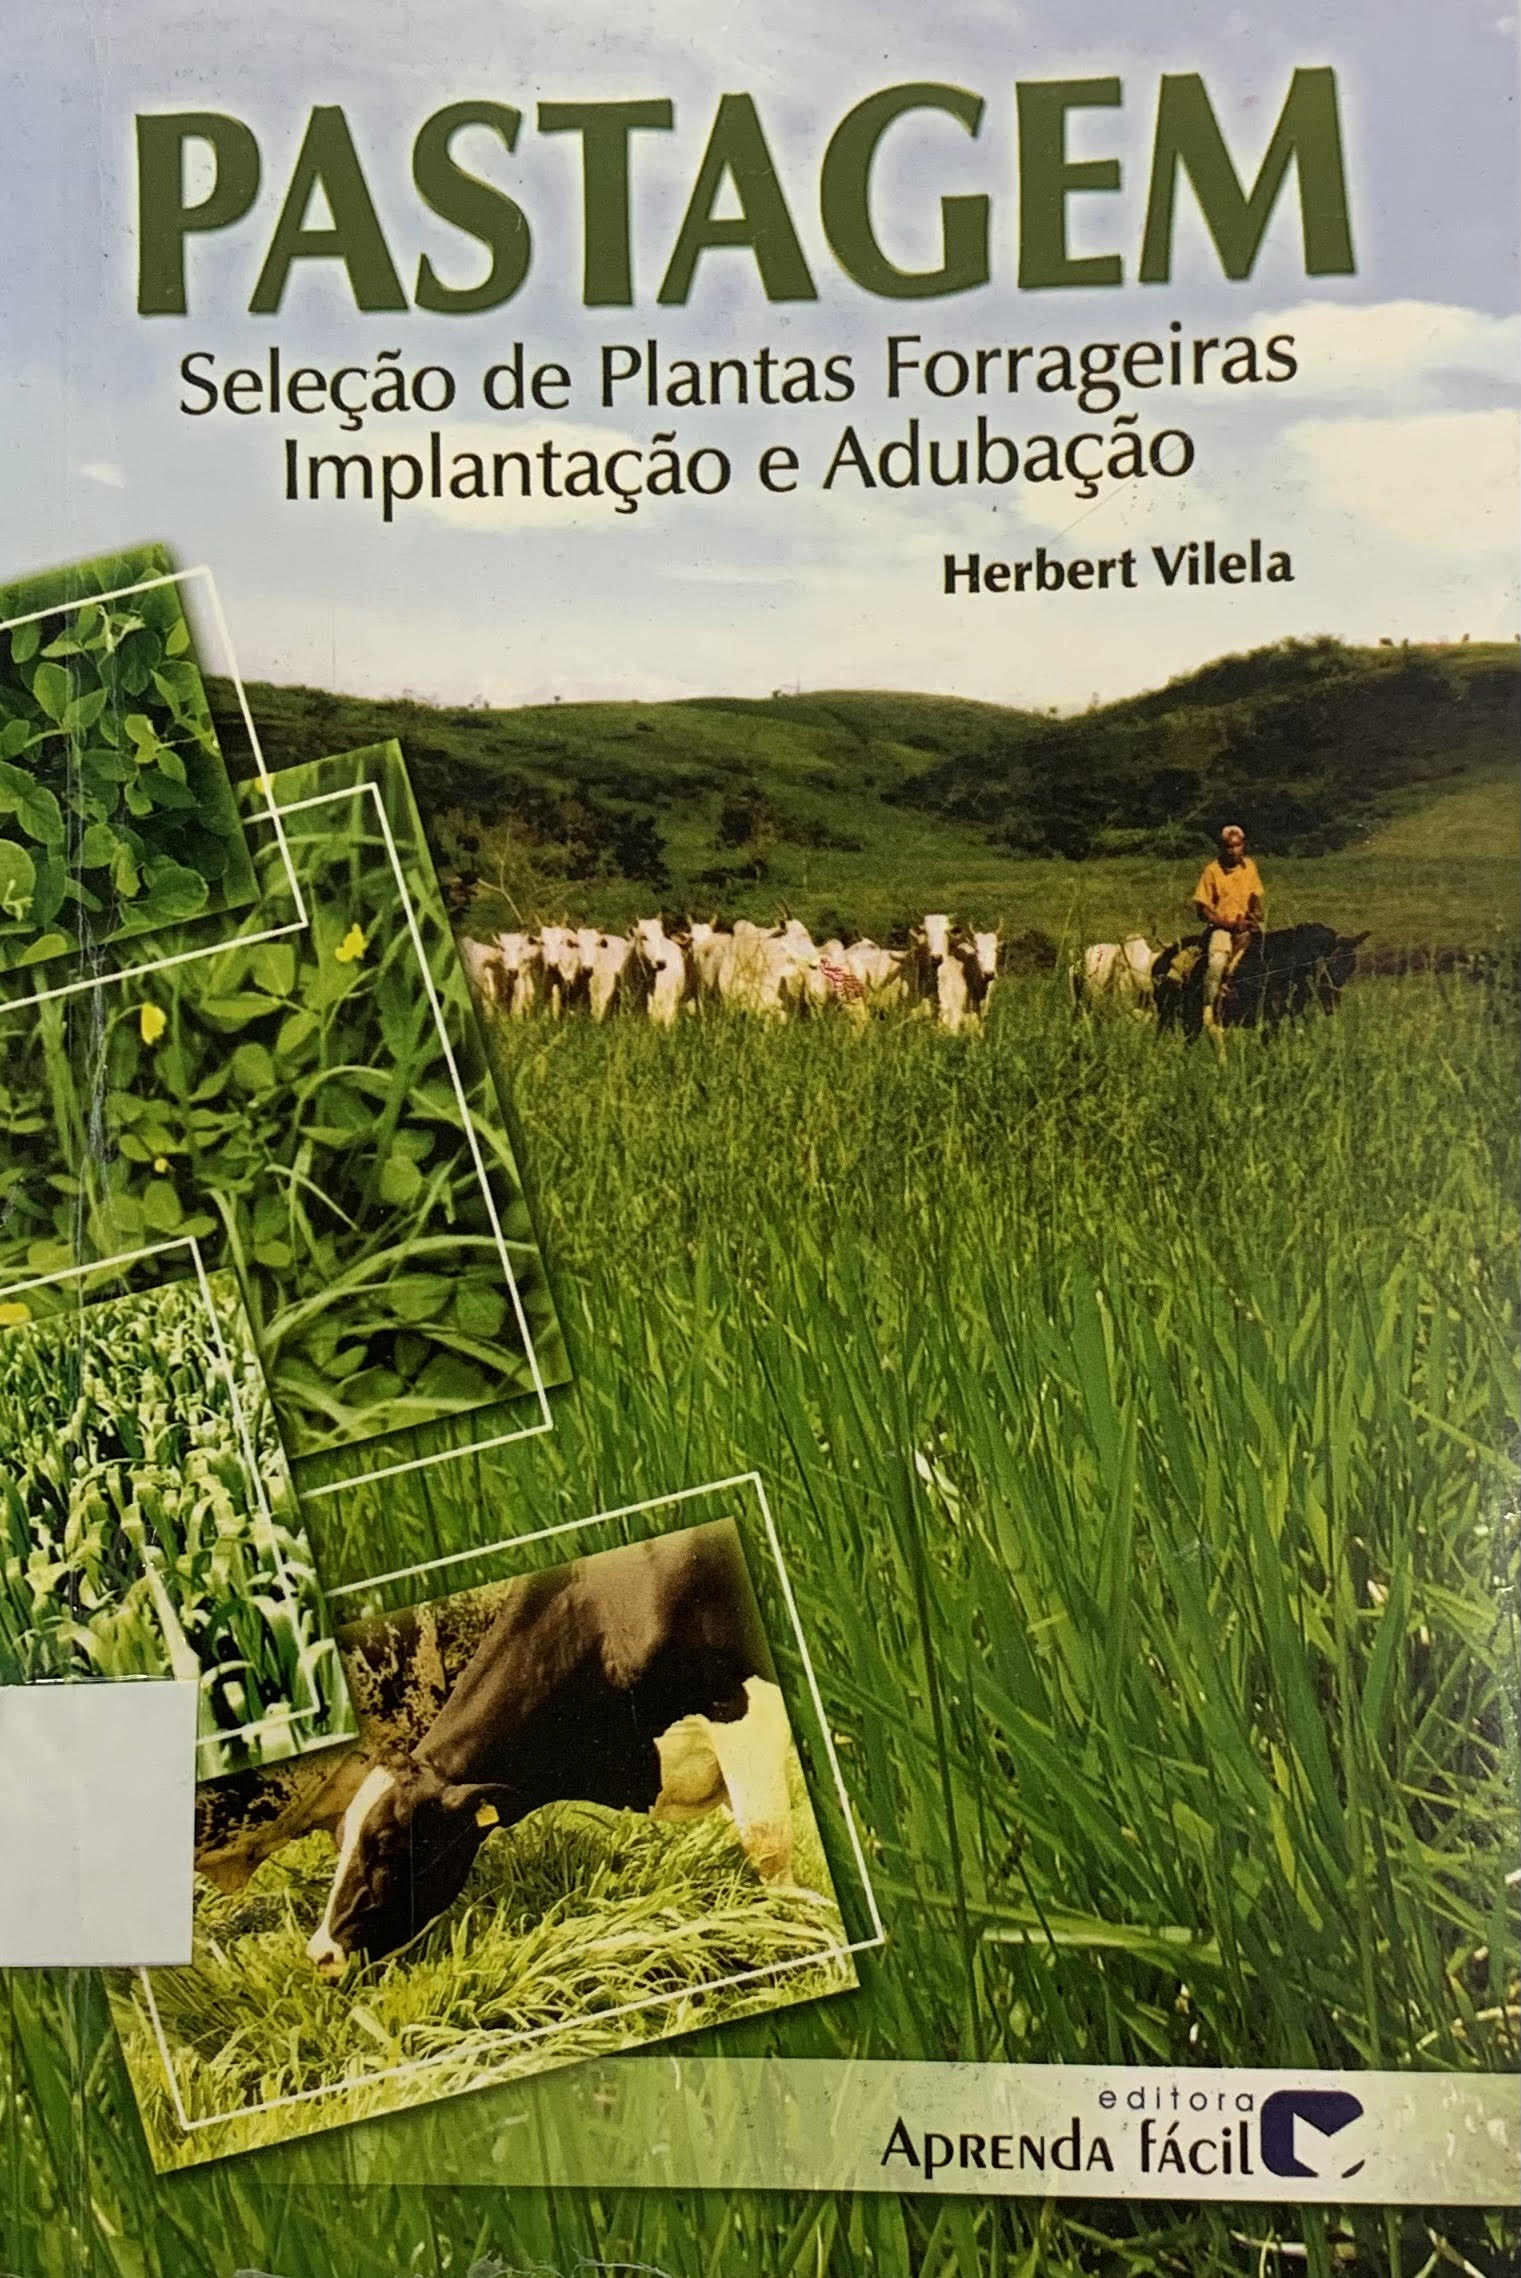 PASTAGEM
Seleção de Plantas Forrageiras
Implantação e Adubação
Herbert Vilela
editora
Aprenda fácil